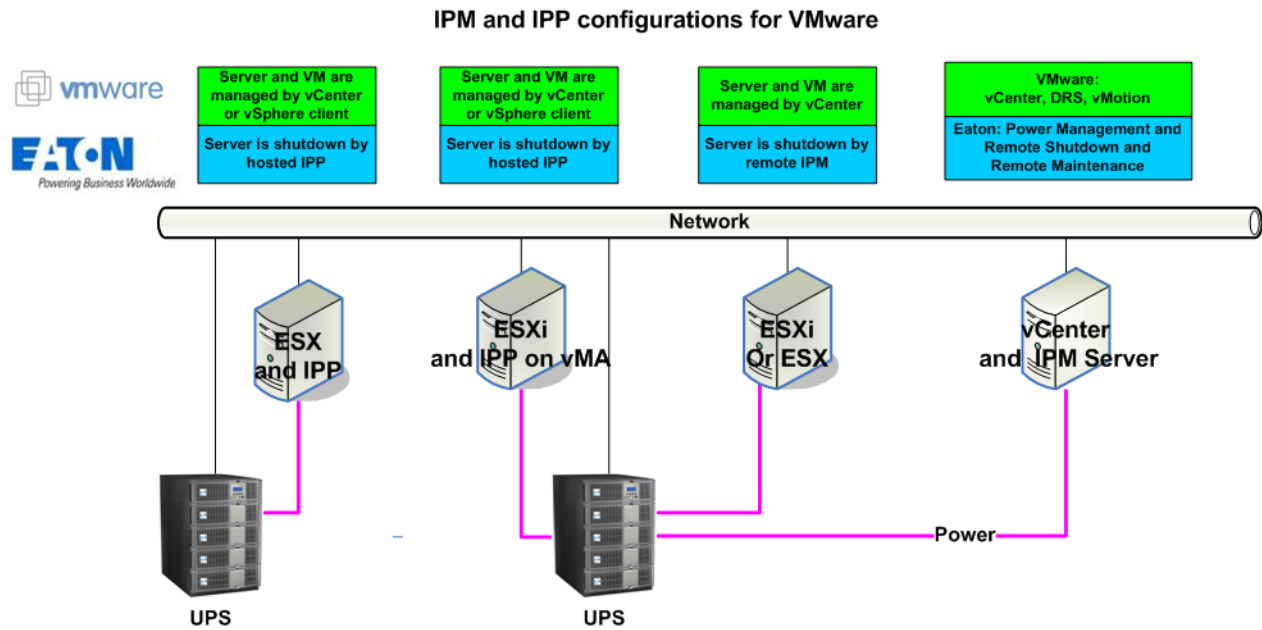 IPM and IPP configurations for VMware
vmware
EATON
Powering Business Worldwide
Server and VM are
managed by vCenter
or vSphere client
Server is shutdown by
hosted IPP
Server and VM are
managed by vCenter
or vSphere client
Server is shutdown by
hosted IPP
Server and VM are
managed by vCenter
Server is shutdown by
remote IPM
VMware:
vCenter, DRS, vMotion
Eaton: Power Management and
Remote Shutdown and
Remote Maintenance
Network
ESX
and IPP
ESXi
and IPP on vMA
ESXi
Or ESX
vCenter
and IPM Server
Power
UPS
UPS